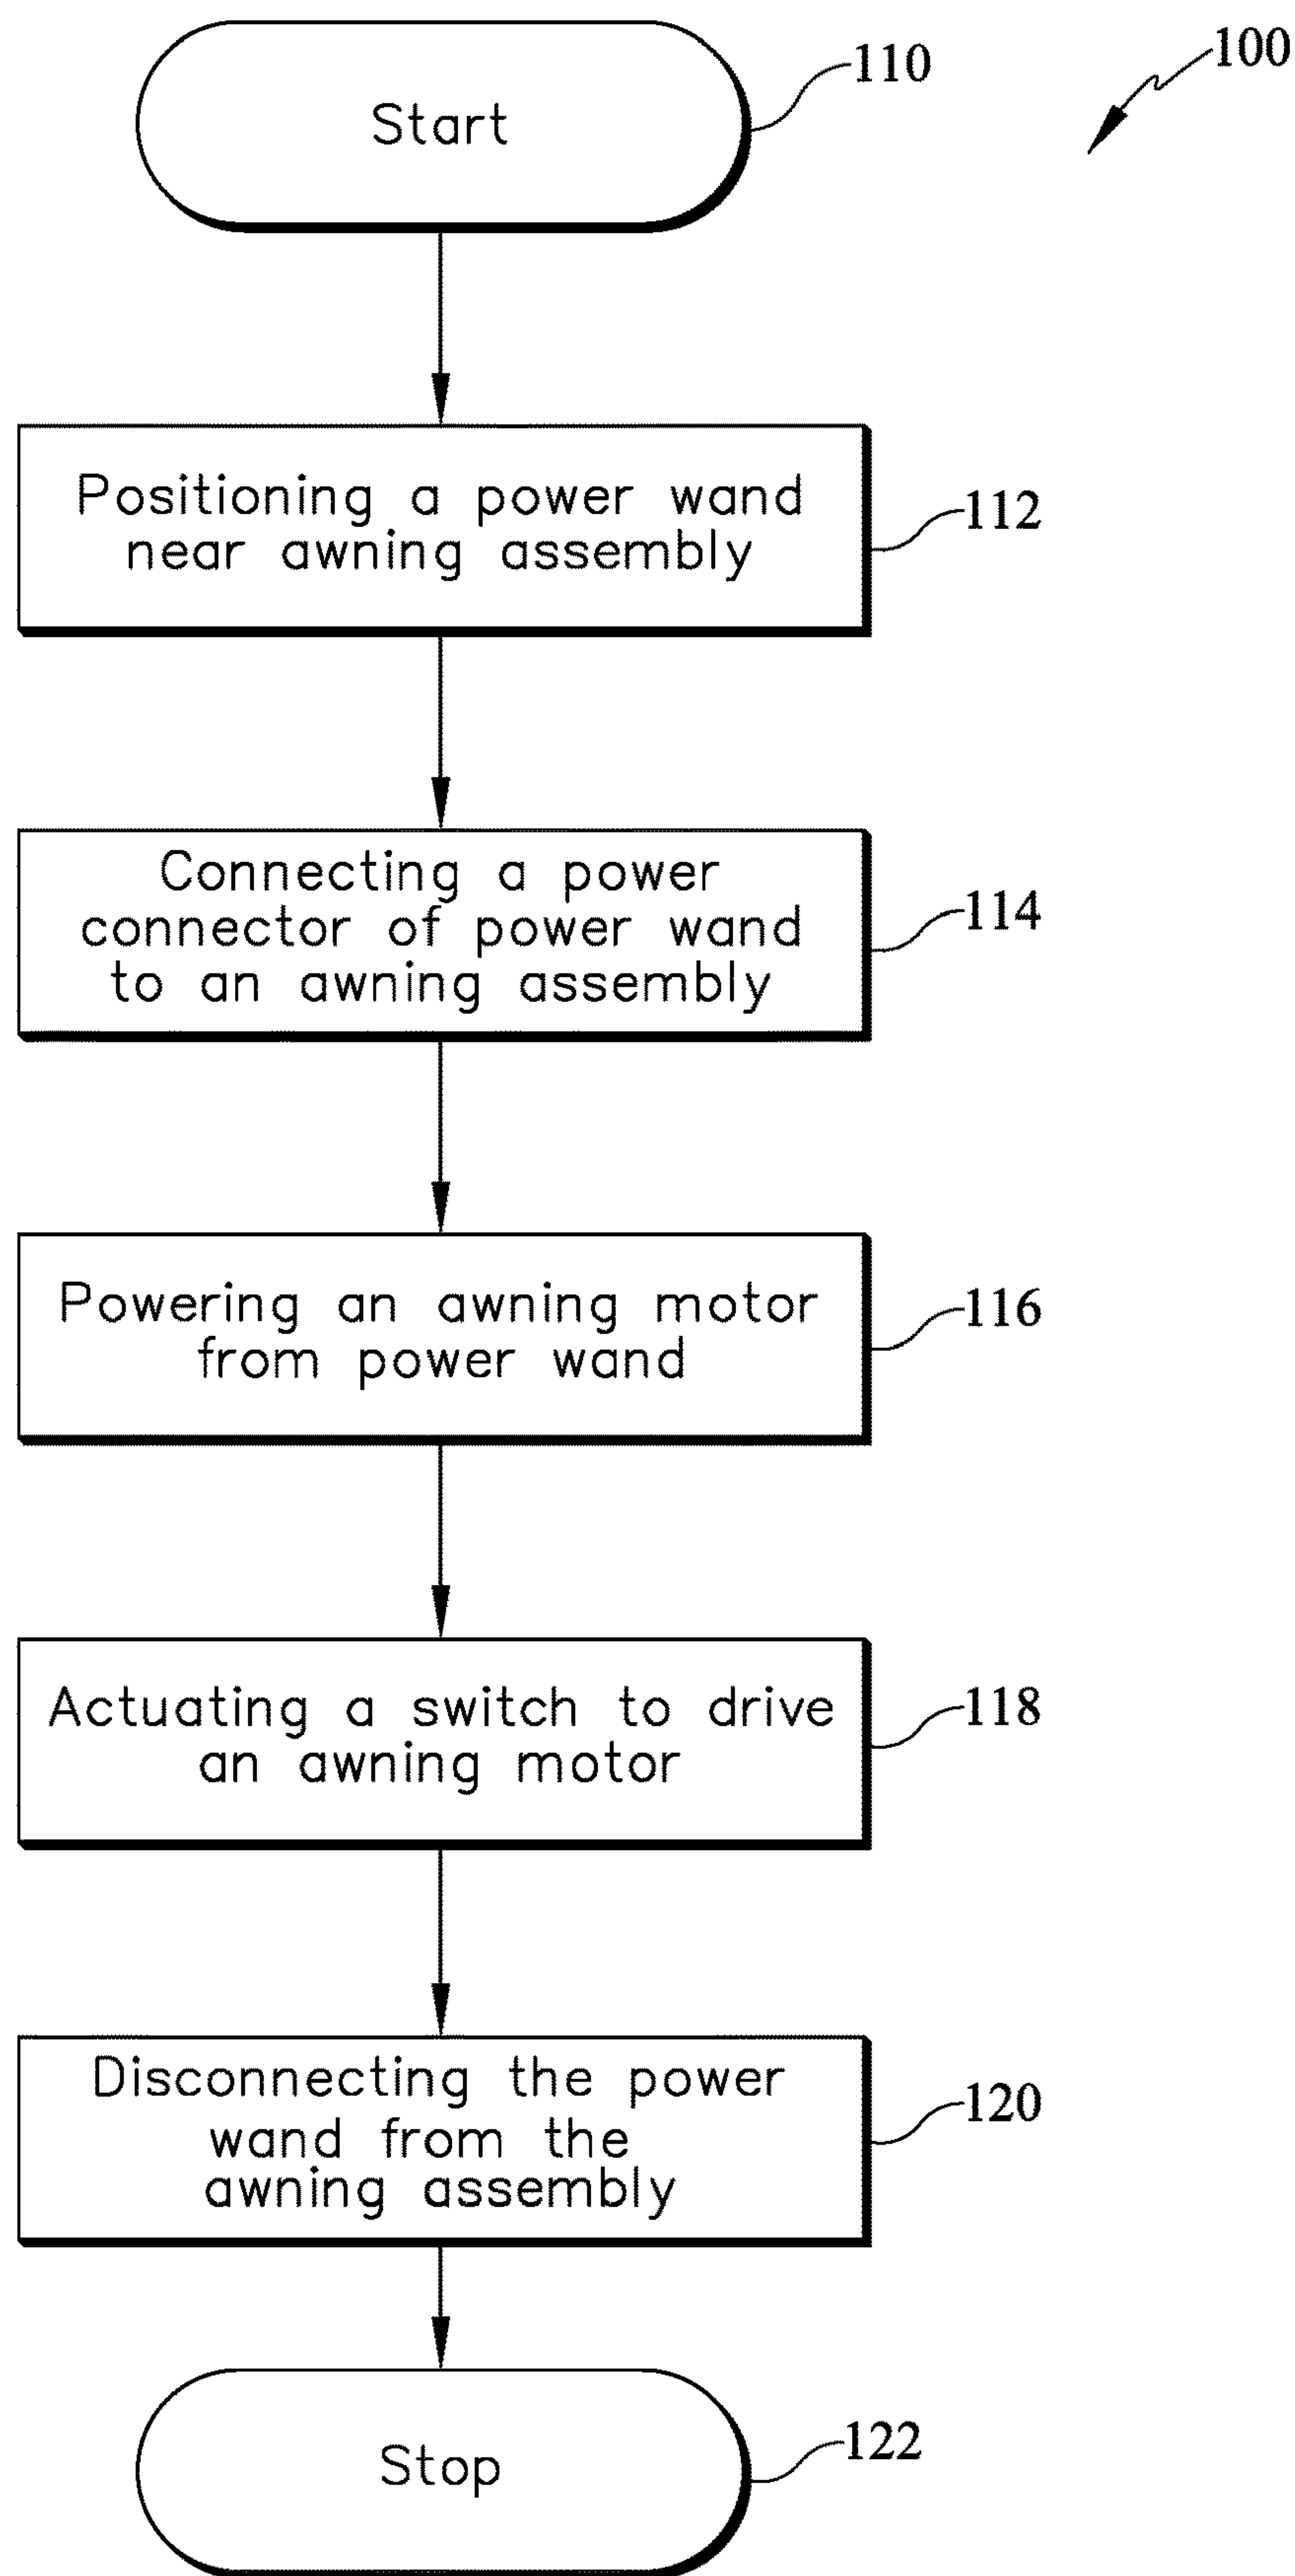 100
Start
110
Positioning a power wand
near awning assembly
112
Connecting a power
connector of power wand
to an awning assembly
114
Powering an awning motor
from power wand
116
Actuating a switch to drive
an awning motor
118
Disconnecting the power
wand from the
awning assembly
120
Stop
122